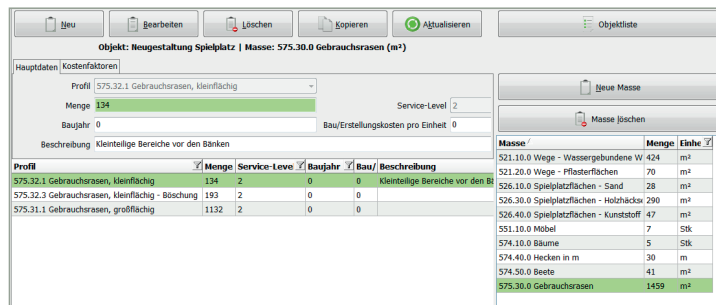 Neu Bearbeiten Löschen Kopieren Aktualisieren Objektliste
Objekt: Neugestaltung Spielplatz | Masse: 575.30.0 Gebrauchsrasen (m²)
Hauptdaten Kostenfaktoren
Profil 575.32.1 Gebrauchsrasen, kleinflächig
Menge 134 Service-Level 2
Baujahr 0 Bau/Erstellungskosten pro Einheit 0
Beschreibung Kleinteilige Bereiche vor den Bänken
Profil Menge Service-Leve Baujahr Bau/ Beschreibung
575.32.1 Gebrauchsrasen, kleinflächig 134 2 0 0 Kleinteilige Bereiche vor den Bä
575.32.3 Gebrauchsrasen, kleinflächig - Böschung 193 2 0 0
575.31.1 Gebrauchsrasen, großflächig 1132 2 0 0
Neue Masse
Masse löschen
Masse Menge Einhe
521.10.0 Wege - Wassergebundene W 424 m²
521.20.0 Wege - Pflasterflächen 70 m²
526.10.0 Spielplatzflächen - Sand 28 m²
526.30.0 Spielplatzflächen - Holzhäckse 290 m²
526.40.0 Spielplatzflächen - Kunststoff 47 m²
551.10.0 Möbel 7 Stk
574.10.0 Bäume 5 Stk
574.40.0 Hecken in m 30 m
574.50.0 Beete 41 m²
575.30.0 Gebrauchsrasen 1459 m²